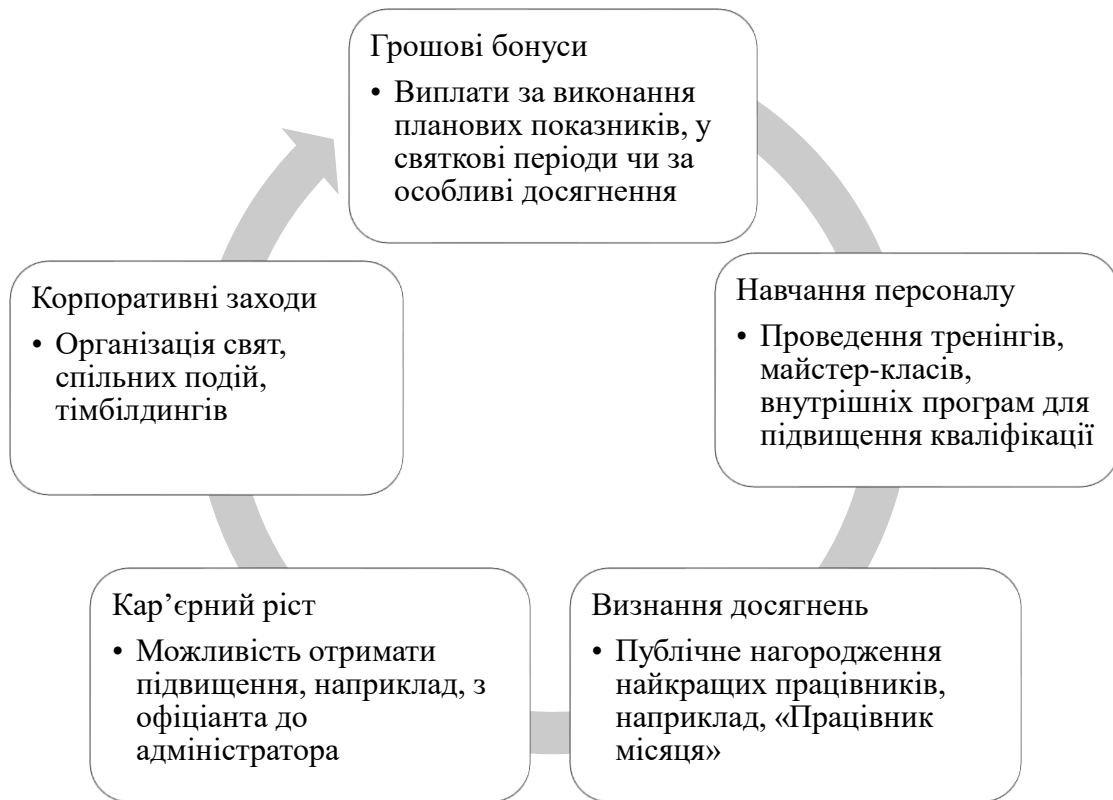 Грошові бонуси
• Виплати за виконання
планових показників, у
святкові періоди чи за
особливі досягнення
Навчання персоналу
• Проведення тренінгів,
майстер-класів,
внутрішніх програм для
підвищення кваліфікації
Визнання досягнень
• Публічне нагородження
найкращих працівників,
наприклад, «Працівник
місяця»
Кар’єрний ріст
• Можливість отримати
підвищення, наприклад, з
офіціанта до
адміністратора
Корпоративні заходи
• Організація свят,
спільних подій,
тімбілдингів